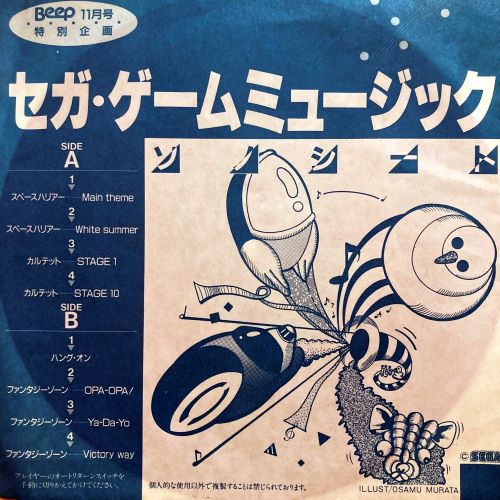 Beep 11月号
特別企画
セガ・ゲームミュージック
ソノシート
SIDE
A
1
スペースハリアー Main theme
2
スペースハリアー White summer
3
カルテット STAGE 1
4
カルテット STAGE 10
SIDE
B
1
ハング・オン
2
ファンタジーゾーン OPA-OPA!
3
ファンタジーゾーン Ya-Da-Yo
4
ファンタジーゾーン Victory way
プレイヤーのオートリターンスイッチを
手動に切りかえてかけてください。
個人的な使用以外で複製することは禁じられております。
ILLUST/OSAMU MURATA
© SEGA